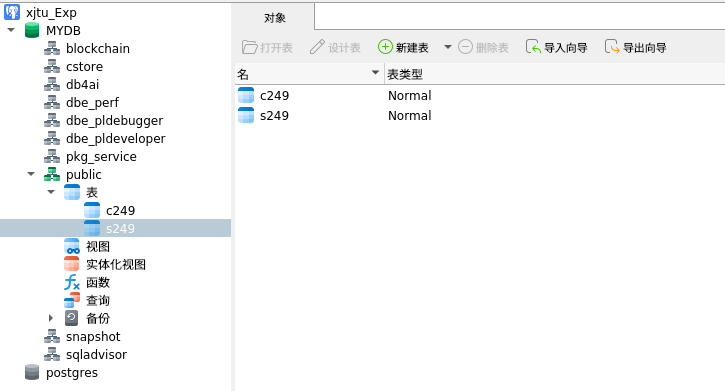 xjtu_Exp
MYDB
blockchain
cstore
db4ai
dbe_perf
dbe_pldebugger
dbe_pldeveloper
pkg_service
public
表
c249
s249
视图
实体化视图
函数
查询
备份
snapshot
sqladvisor
postgres
对象
打开表 设计表 新建表 删除表 导入向导 导出向导
名 表类型
c249 Normal
s249 Normal